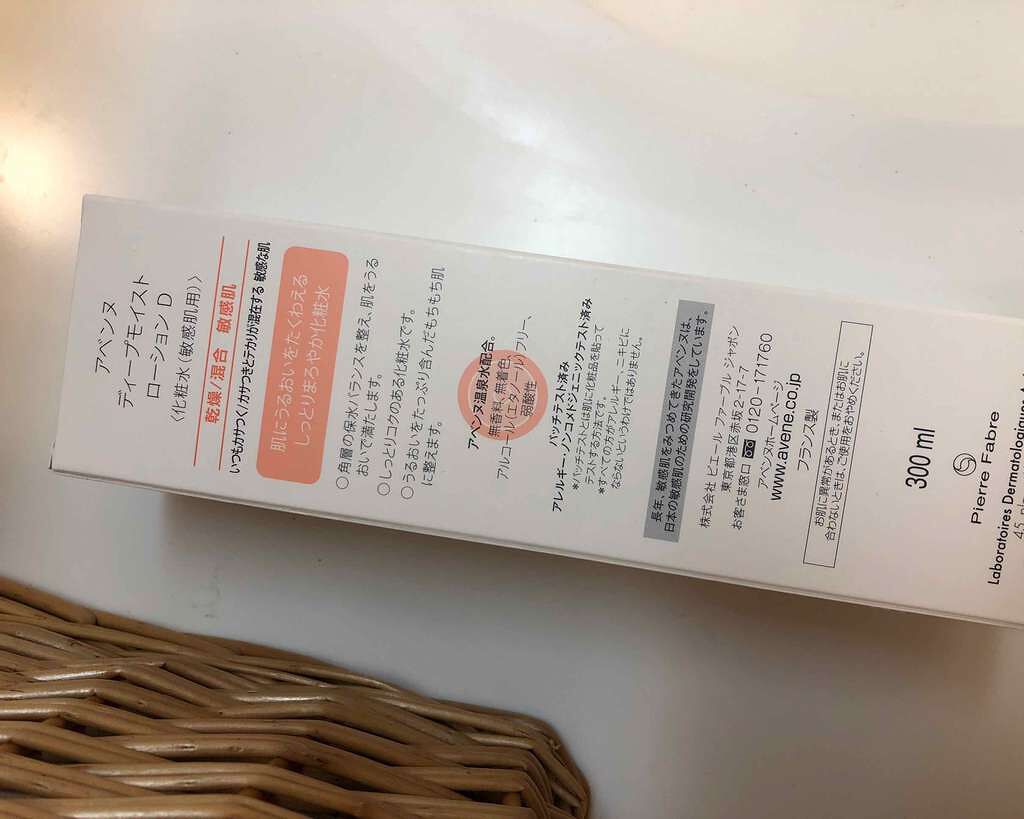 アベンヌ
ディープモイスト
ローション D
〈化粧水(敏感肌用)〉
乾燥/混合 敏感肌
いつもかさつく/かさつきとテカリが混在する 敏感な肌
肌にうるおいをたくわえる
しっとりまろやか化粧水
○角層の保水バランスを整え、肌をうる
おいで満たします。
○しっとりコクのある化粧水です。
○うるおいをたっぷり含んだもちもち肌
に整えます。
アベンヌ温泉水配合。
無香料、無着色、
アルコール(エタノール)フリー、
弱酸性
パッチテスト済み
アレルギー・ノンコメドジェニックテスト済み
*パッチテストとは肌に化粧品を貼って
テストする方法です。
*すべての方がアレルギー、ニキビに
ならないというわけではありません。
長年、敏感肌をみつめてきたアベンヌは、
日本の敏感肌のための研究開発をしています。
株式会社 ピエール ファーブル ジャポン
東京都港区赤坂2-17-7
お客さま窓口 0120-171760
アベンヌホームページ
www.avene.co.jp
フランス製
お肌に異常があるとき、またはお肌に
合わないときは、ご使用をおやめください。
300 ml
Pierre Fabre
Laboratoires Dermatologiques
45, pl